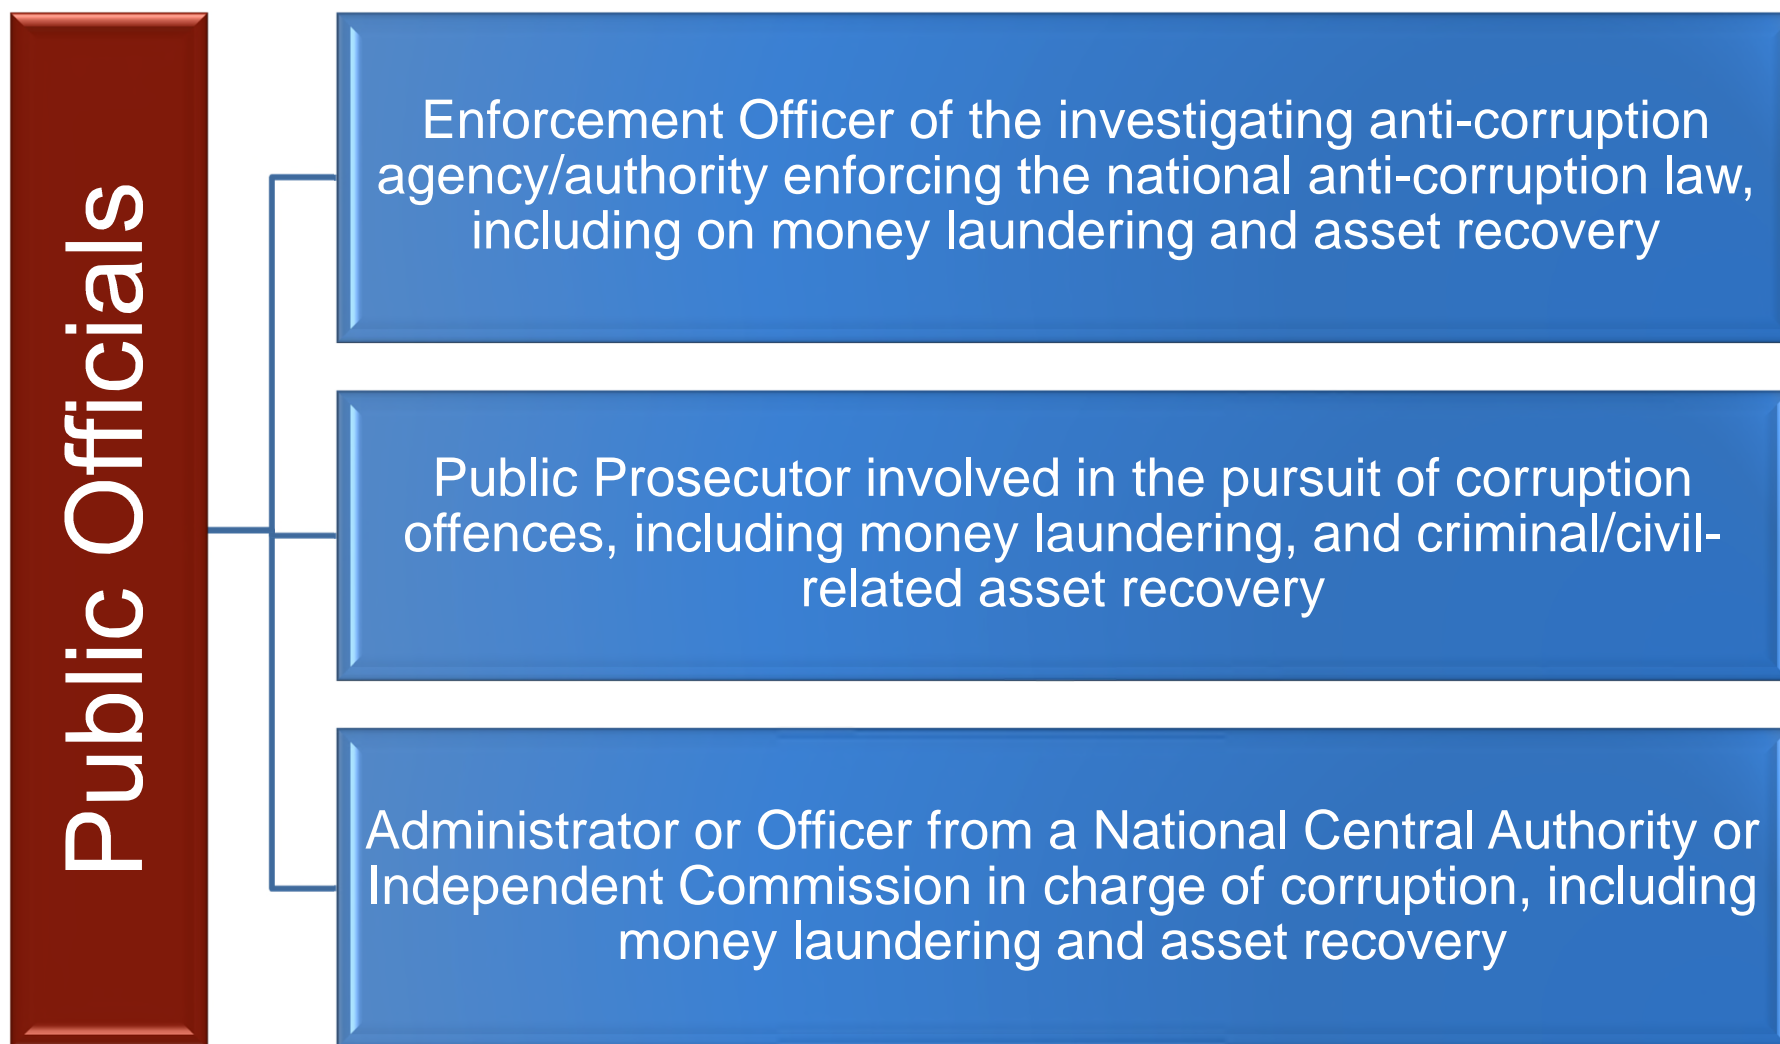 Public Officials
Enforcement Officer of the investigating anti-corruption
agency/authority enforcing the national anti-corruption law,
including on money laundering and asset recovery
Public Prosecutor involved in the pursuit of corruption
offences, including money laundering, and criminal/civil-
related asset recovery
Administrator or Officer from a National Central Authority or
Independent Commission in charge of corruption, including
money laundering and asset recovery